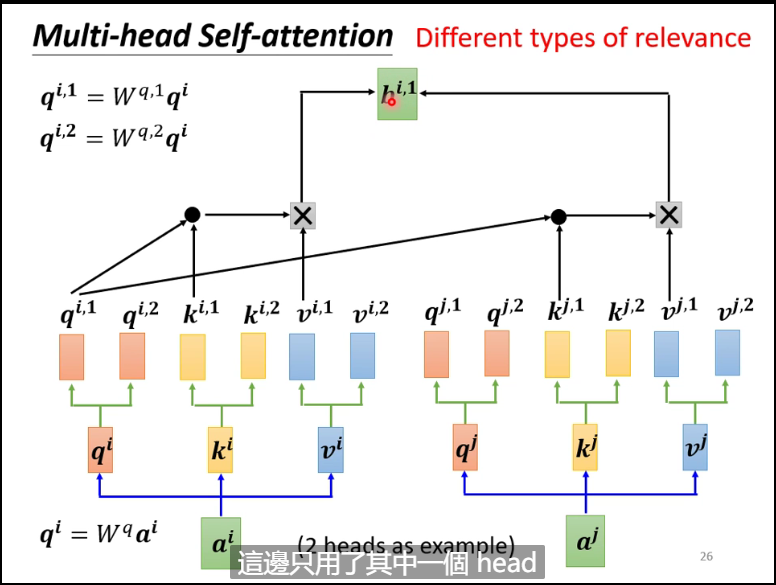 Multi-head Self-attention Different types of relevance
q^{i,1} = W^{q,1}q^i
q^{i,2} = W^{q,2}q^i
b^{i,1}
q^{i,1} q^{i,2} k^{i,1} k^{i,2} v^{i,1} v^{i,2} q^{j,1} q^{j,2} k^{j,1} k^{j,2} v^{j,1} v^{j,2}
q^i k^i v^i q^j k^j v^j
q^i = W^q a^i
a^i (2 heads as example) a^j
這邊只用了其中一個 head
26